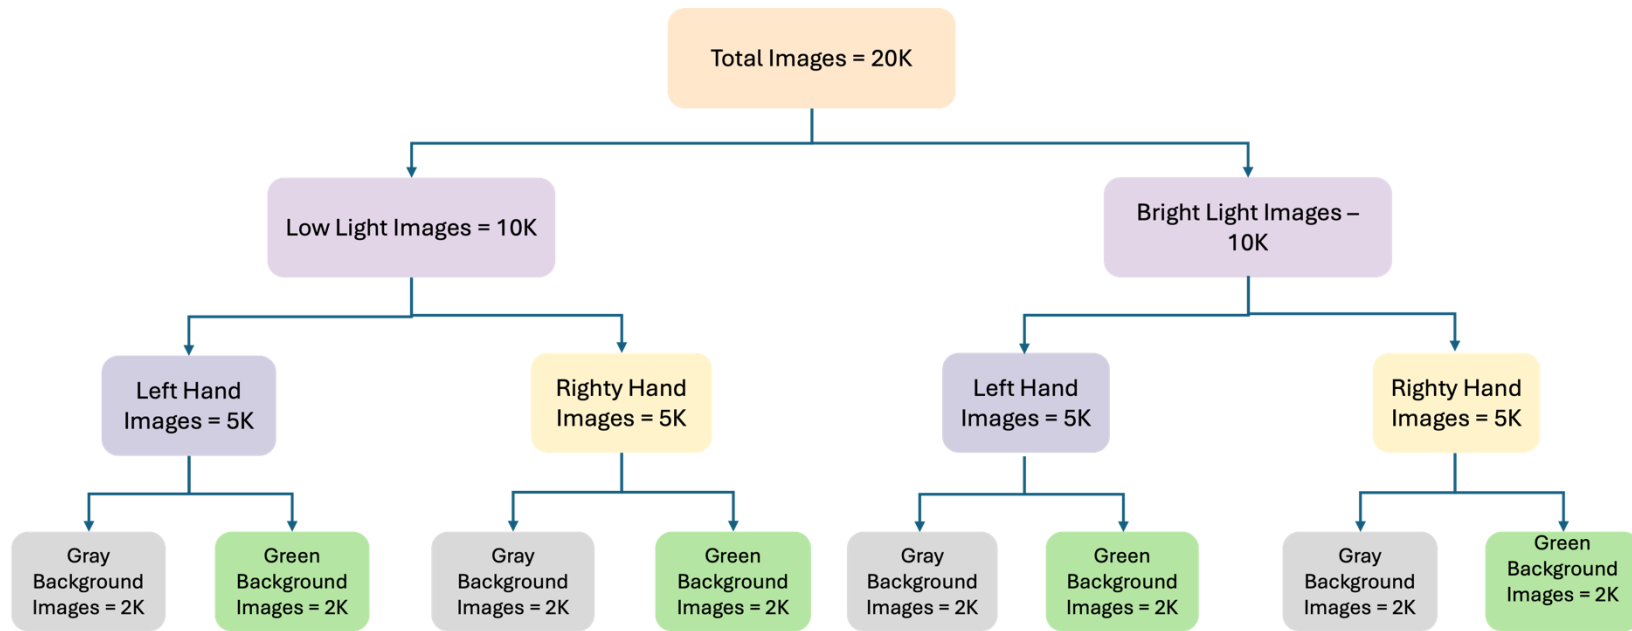 Total Images = 20K
Low Light Images = 10K
Bright Light Images –
10K
Left Hand
Images = 5K
Righty Hand
Images = 5K
Left Hand
Images = 5K
Righty Hand
Images = 5K
Gray
Background
Images = 2K
Green
Background
Images = 2K
Gray
Background
Images = 2K
Green
Background
Images = 2K
Gray
Background
Images = 2K
Green
Background
Images = 2K
Gray
Background
Images = 2K
Green
Background
Images = 2K